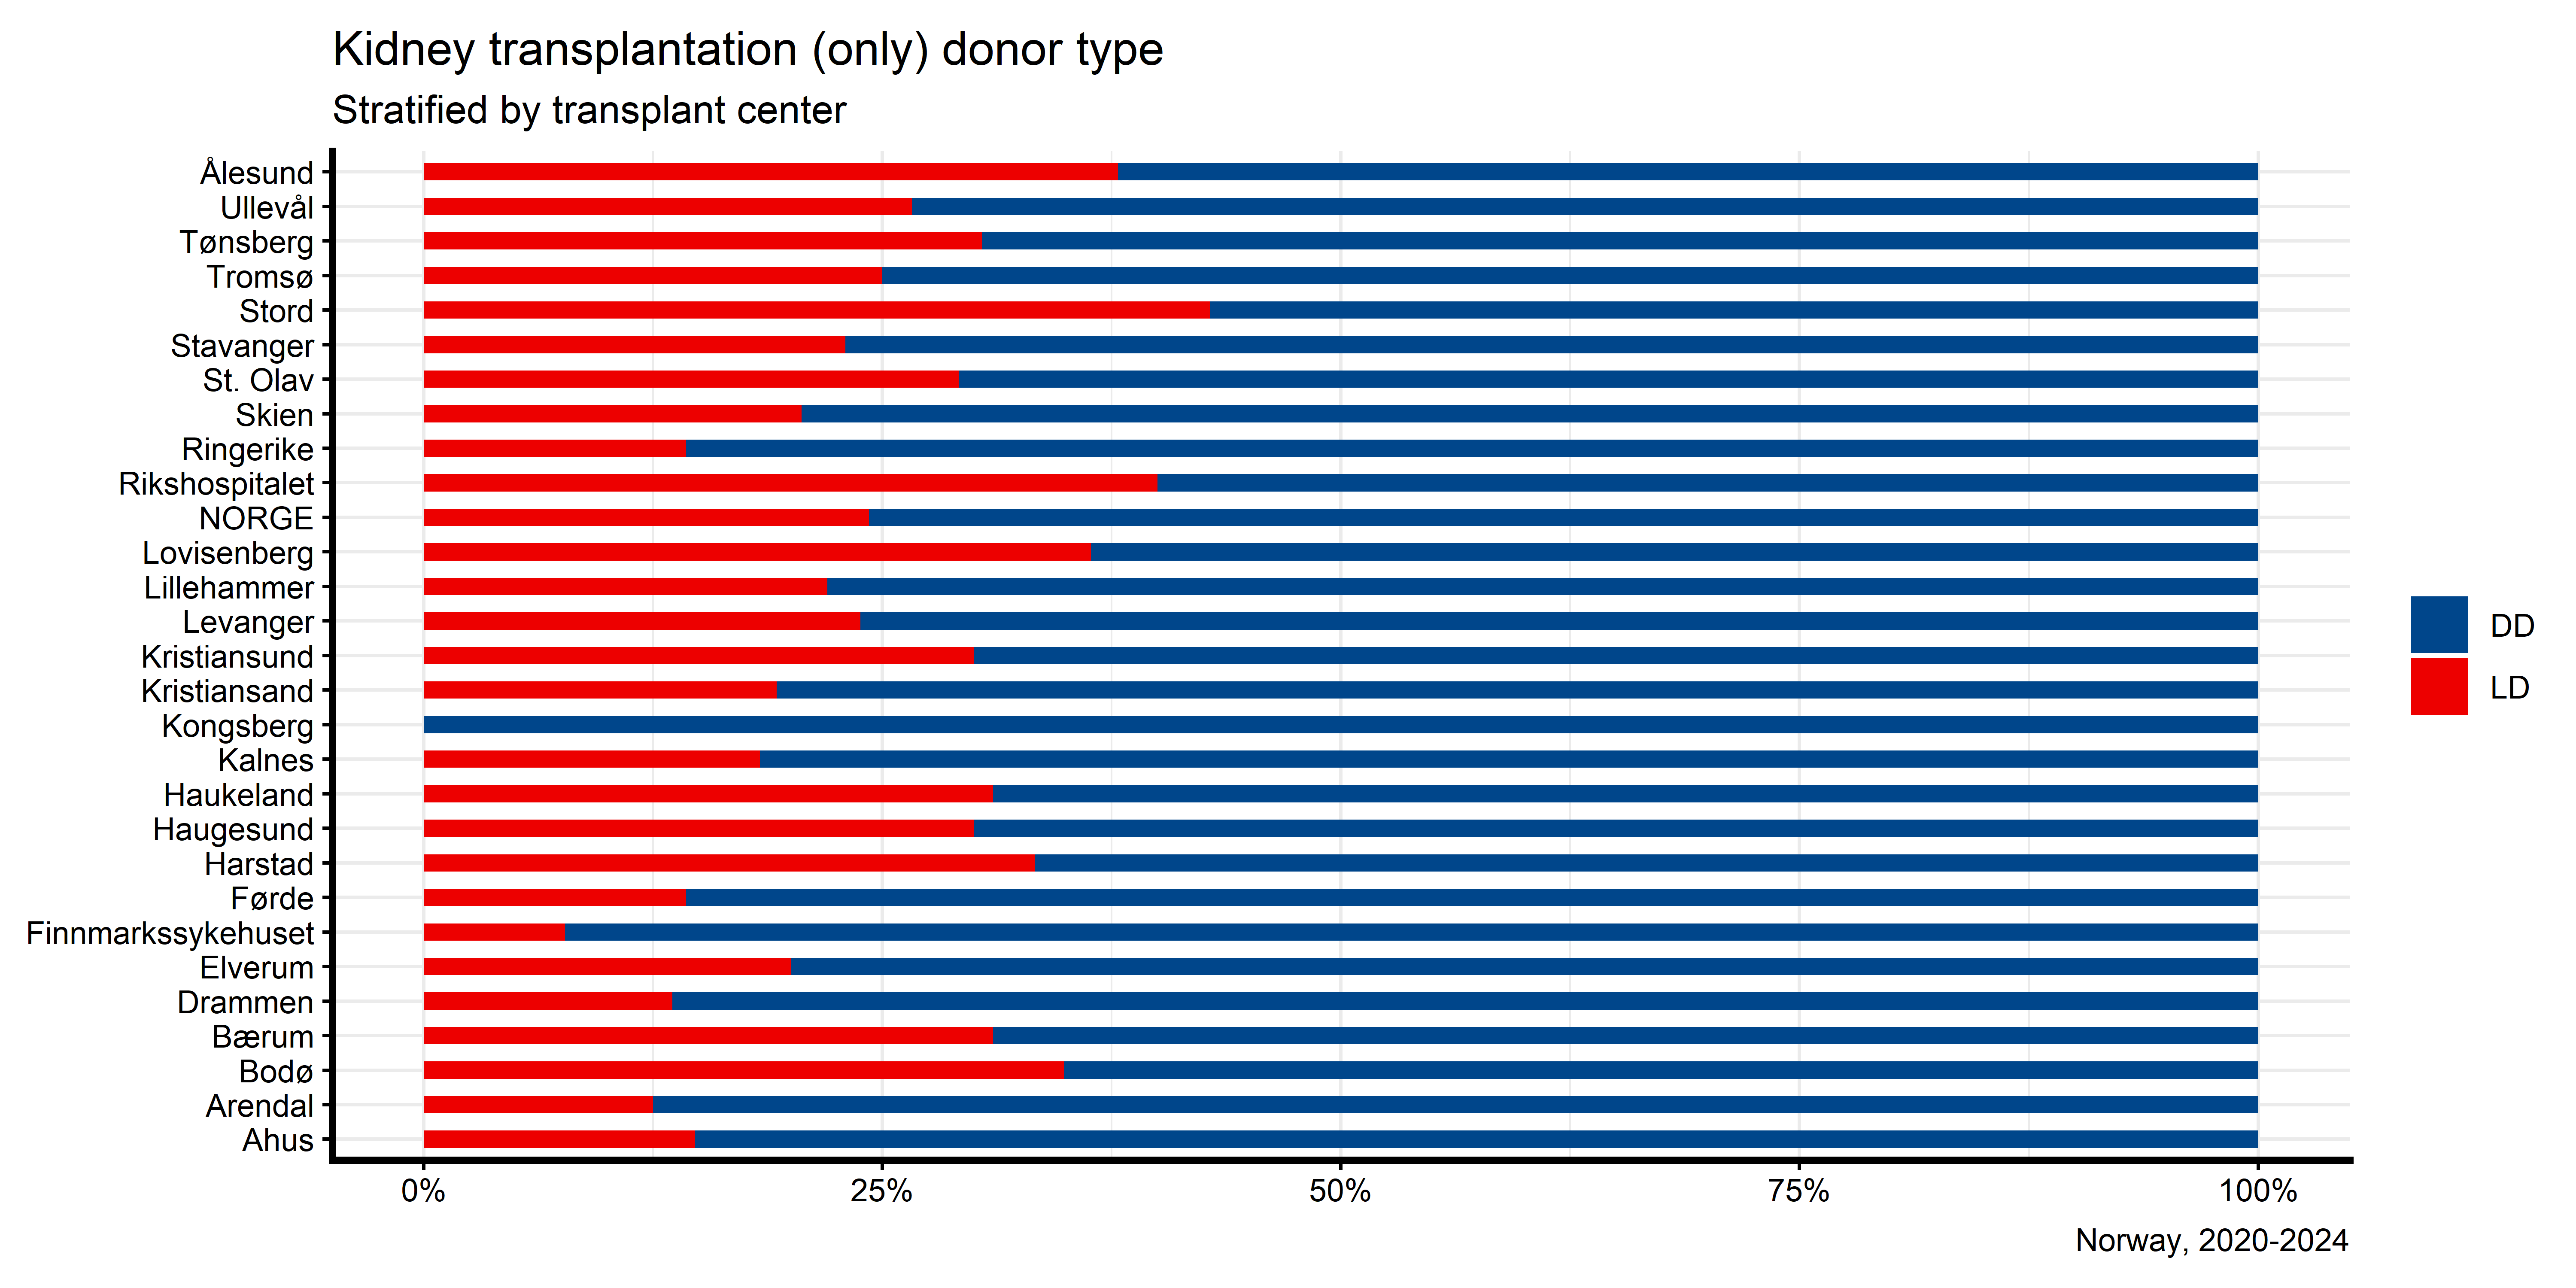 Kidney transplantation (only) donor type
Stratified by transplant center
Ålesund
Ullevål
Tønsberg
Tromsø
Stord
Stavanger
St. Olav
Skien
Ringerike
Rikshospitalet
NORGE
Lovisenberg
Lillehammer
Levanger
Kristiansund
Kristiansand
Kongsberg
Kalnes
Haukeland
Haugesund
Harstad
Førde
Finnmarkssykehuset
Elverum
Drammen
Bærum
Bodø
Arendal
Ahus
0% 25% 50% 75% 100%
Norway, 2020-2024
DD
LD